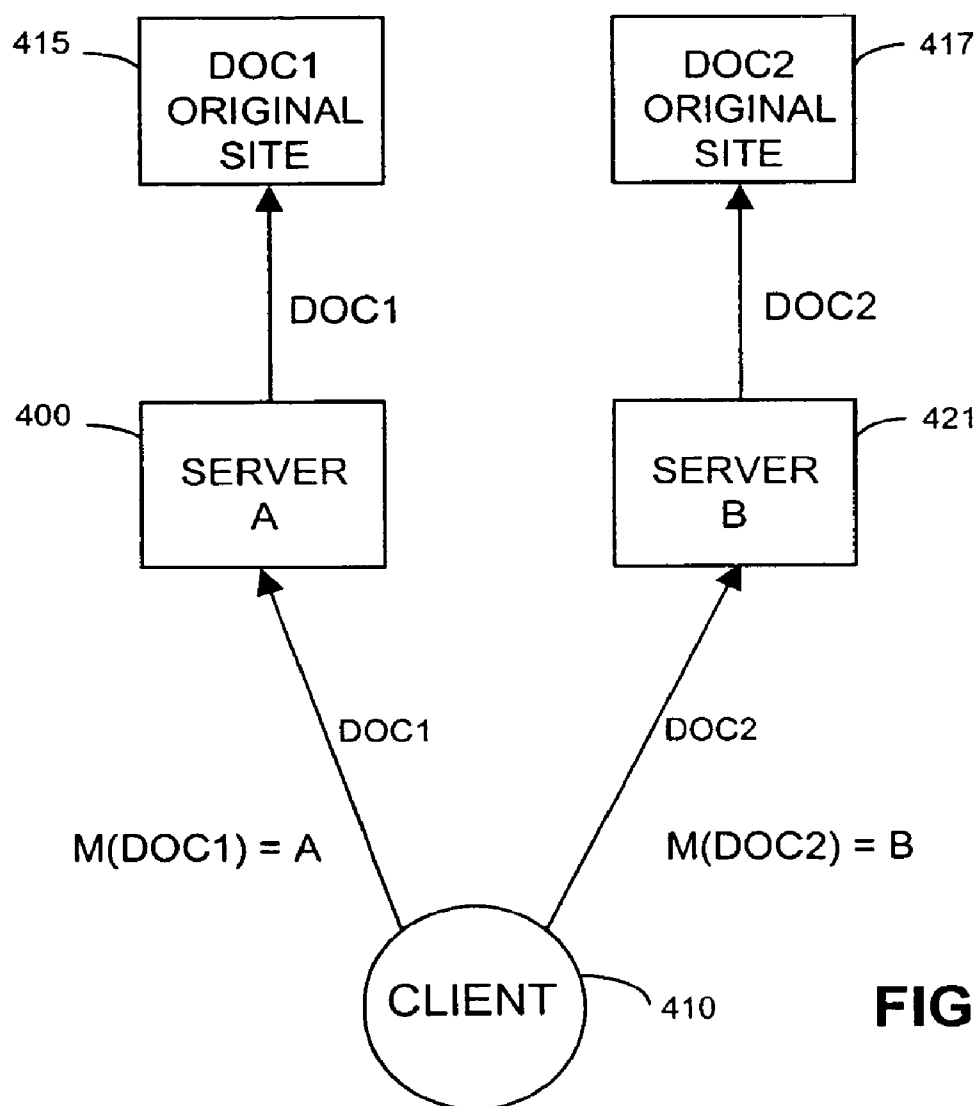 415
DOC1
ORIGINAL
SITE
DOC2
ORIGINAL
SITE
417
DOC1
DOC2
400
SERVER
A
SERVER
B
421
DOC1
DOC2
M(DOC1) = A
M(DOC2) = B
CLIENT
410
FIG